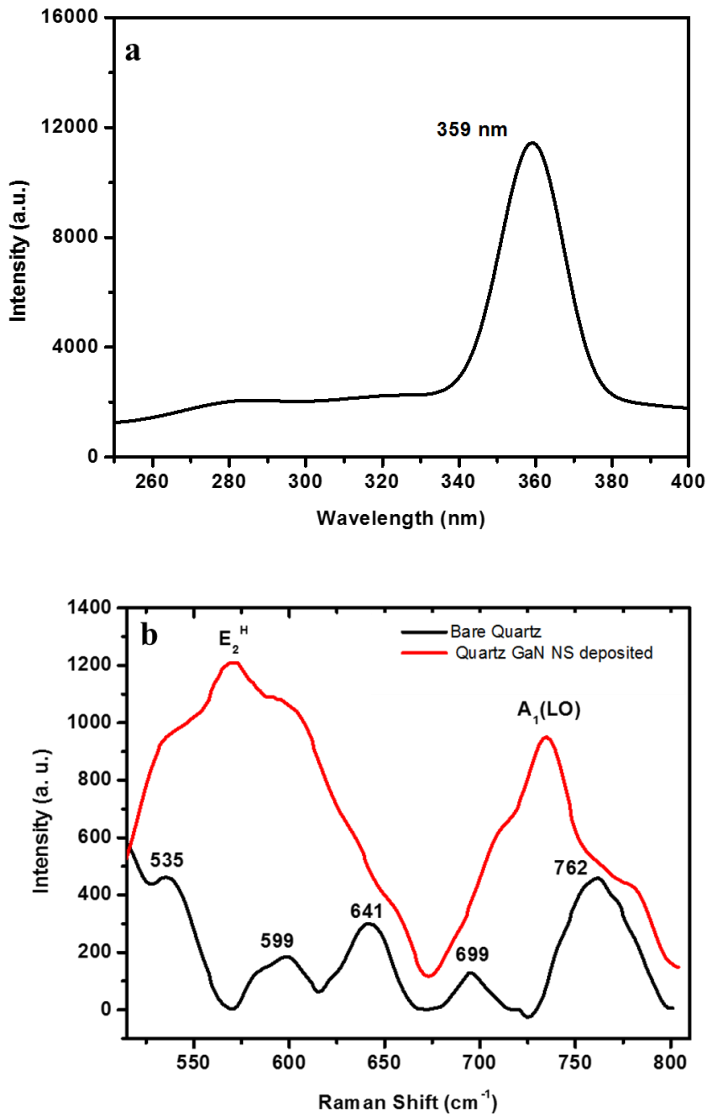 a
16000
12000
8000
4000
0
359 nm
Intensity (a.u.)
260 280 300 320 340 360 380 400
Wavelength (nm)
b
1400
1200
1000
800
600
400
200
0
E₂ᴴ
Bare Quartz
Quartz GaN NS deposited
A₁(LO)
535
599
641
699
762
Intensity (a. u.)
550 600 650 700 750 800
Raman Shift (cm⁻¹)